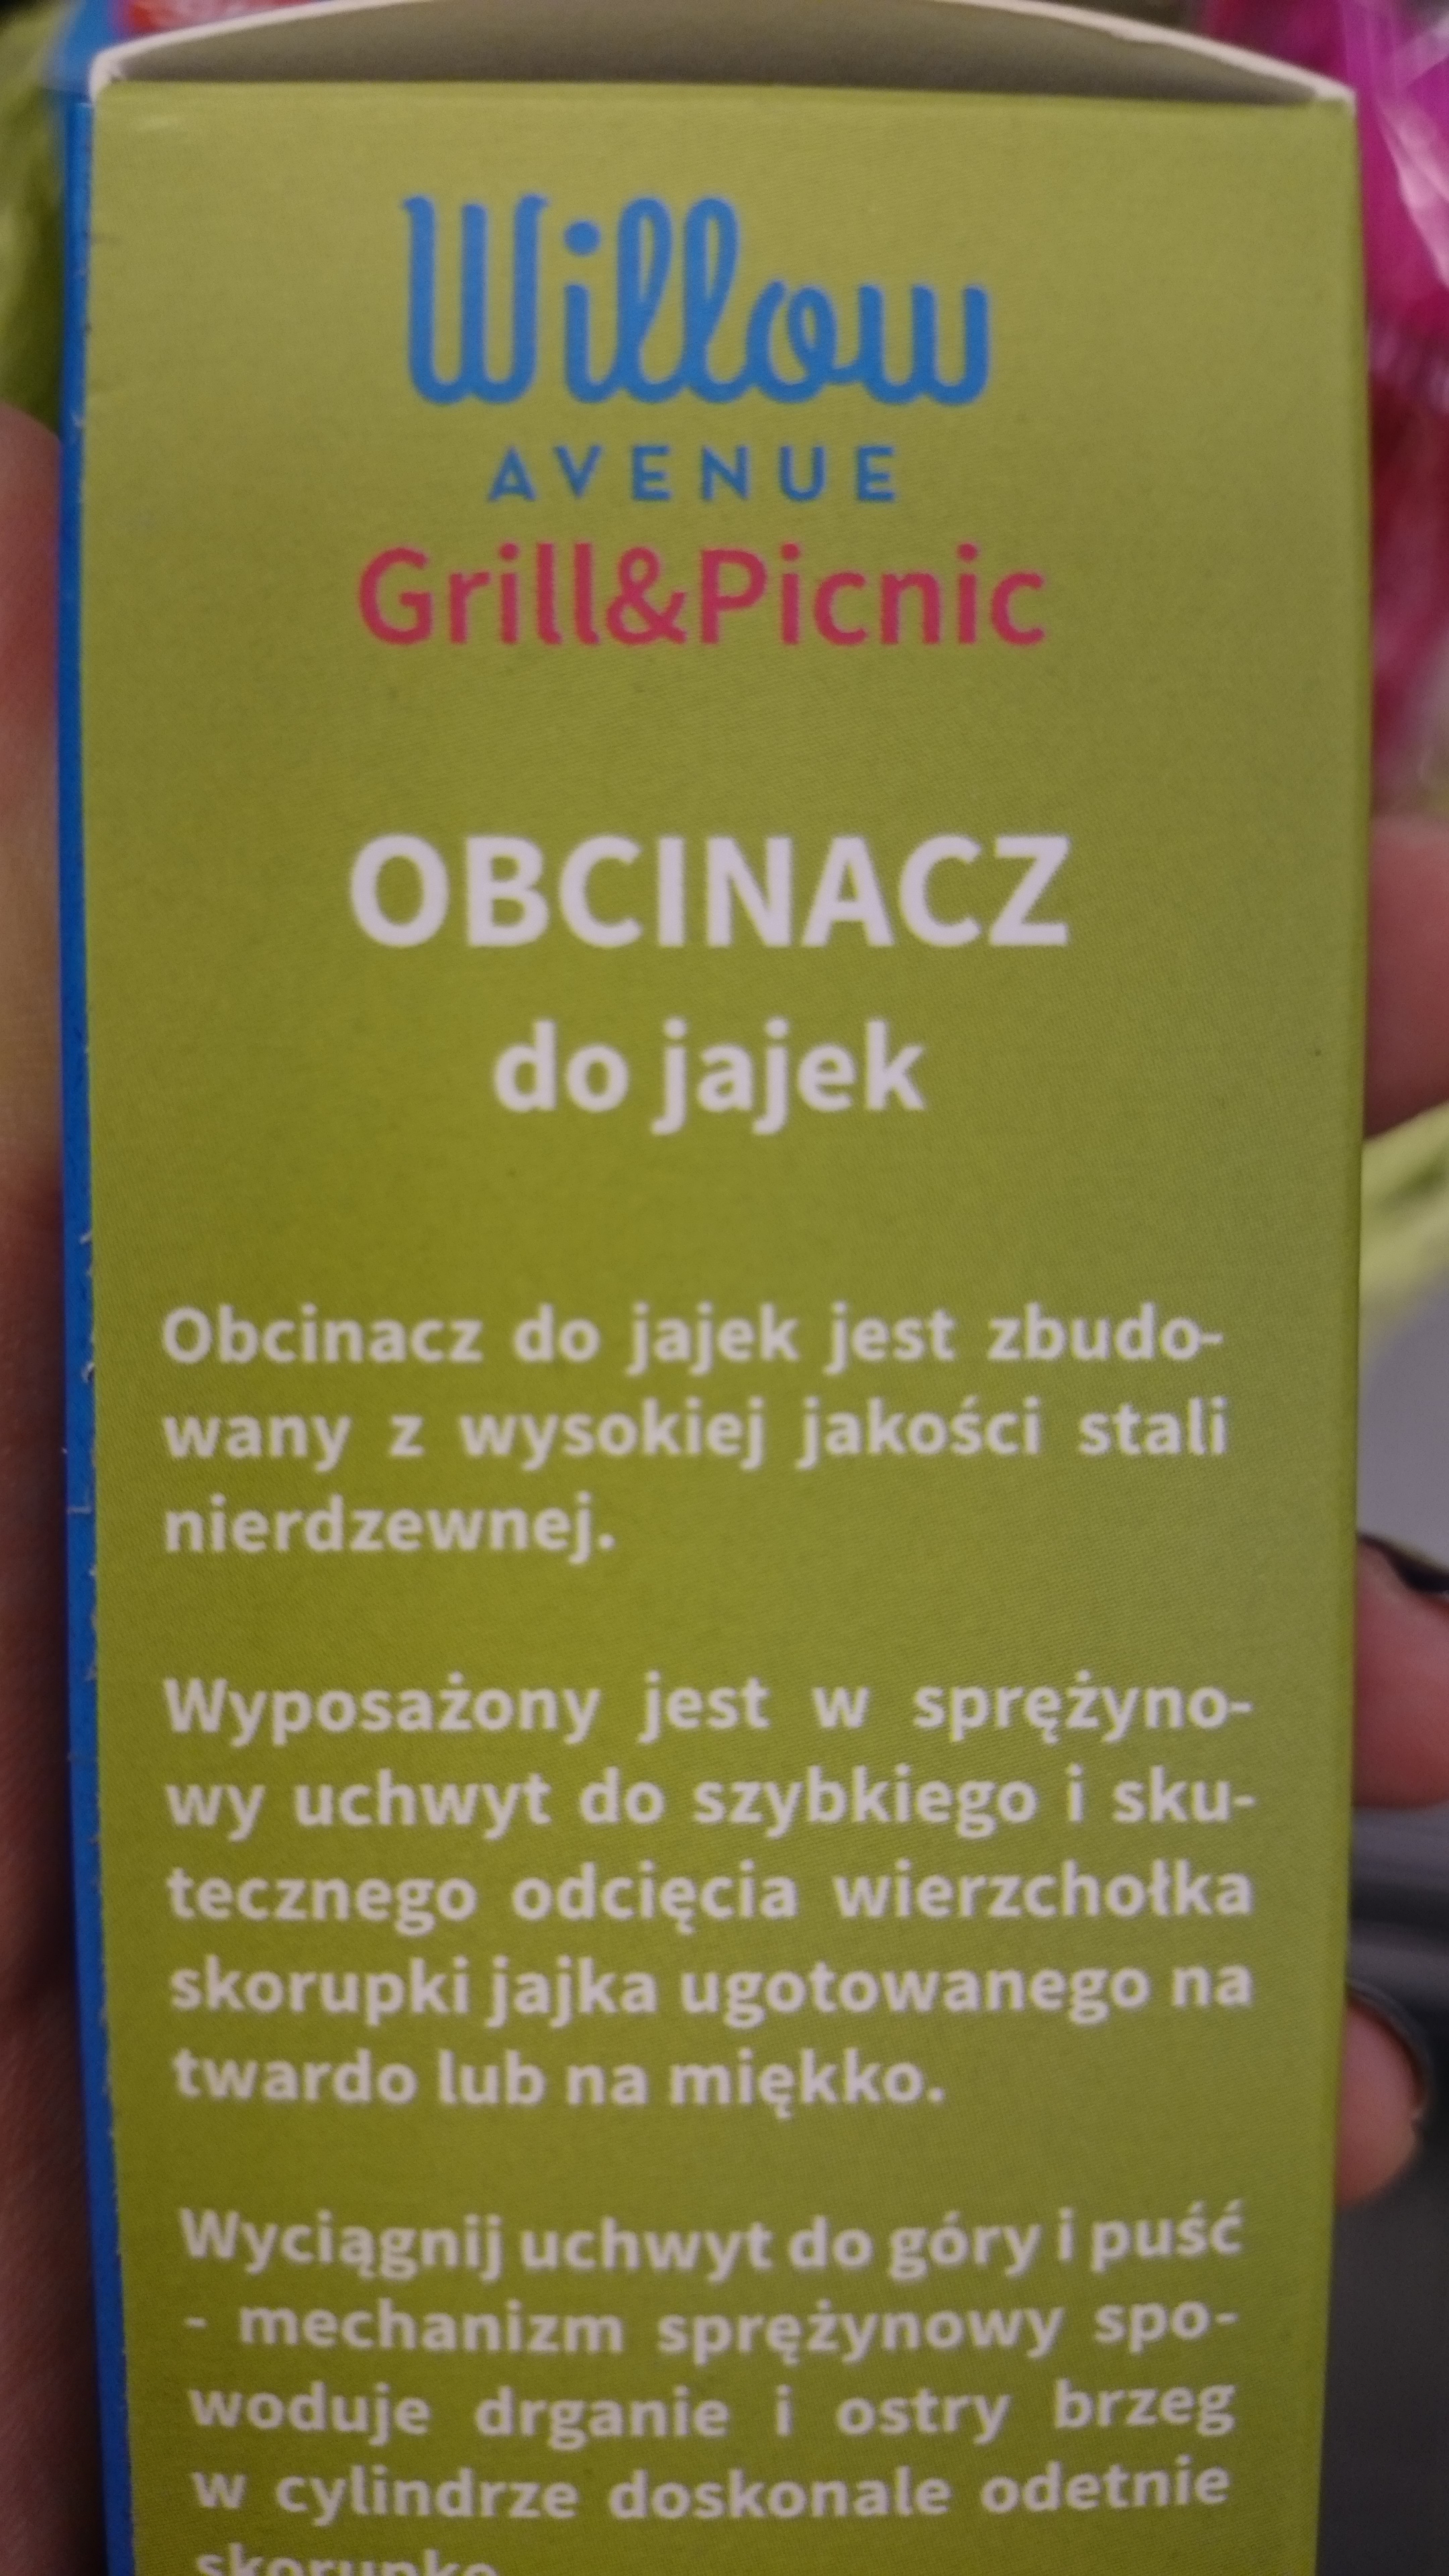 Willow
AVENUE
Grill&Picnic
OBCINACZ
do jajek
Obcinacz do jajek jest zbudo-
wany z wysokiej jakości stali
nierdzewnej.
Wyposażony jest w sprężyno-
wy uchwyt do szybkiego i sku-
tecznego odcięcia wierzchołka
skorupki jajka ugotowanego na
twardo lub na miękko.
Wyciągnij uchwyt do góry i puść
- mechanizm sprężynowy spo-
woduje drganie i ostry brzeg
w cylindrze doskonale odetnie